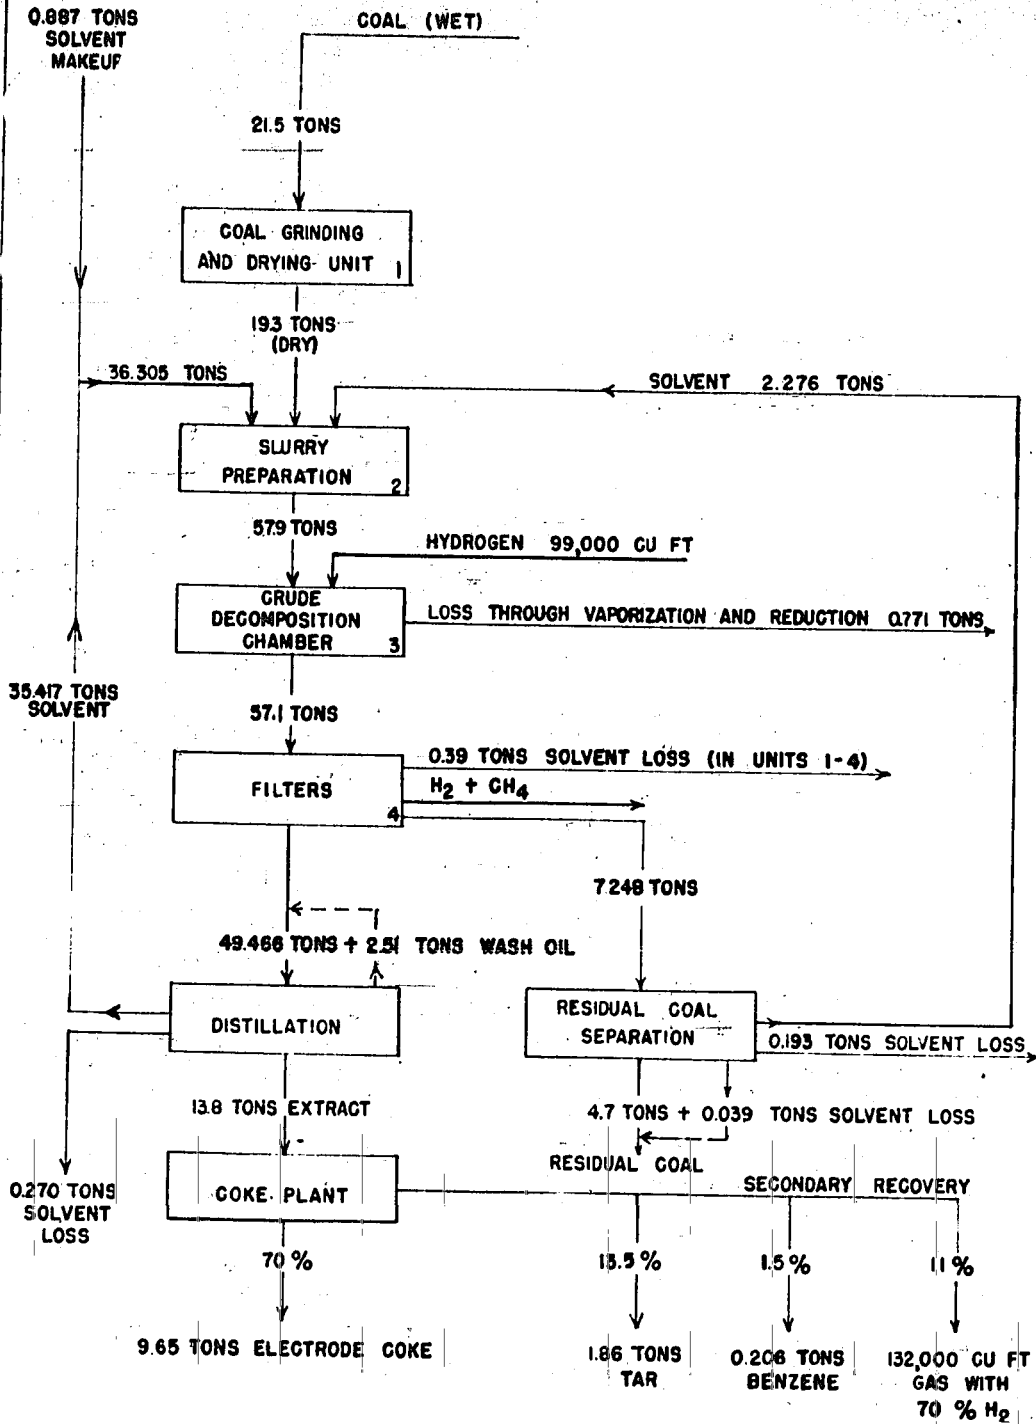 0.887 TONS
SOLVENT
MAKEUP
COAL (WET)
21.5 TONS
COAL GRINDING
AND DRYING UNIT 1
19.3 TONS
(DRY)
36.305 TONS
SOLVENT 2.276 TONS
SLURRY
PREPARATION 2
57.9 TONS
HYDROGEN 99,000 CU FT
CRUDE
DECOMPOSITION
CHAMBER 3
LOSS THROUGH VAPORIZATION AND REDUCTION 0.771 TONS
35.417 TONS
SOLVENT
57.1 TONS
0.39 TONS SOLVENT LOSS (IN UNITS 1-4)
H2 + CH4
FILTERS 4
7.248 TONS
49.466 TONS + 2.51 TONS WASH OIL
DISTILLATION
RESIDUAL COAL
SEPARATION
0.193 TONS SOLVENT LOSS
13.8 TONS EXTRACT
4.7 TONS + 0.039 TONS SOLVENT LOSS
RESIDUAL COAL
0.270 TONS
SOLVENT
LOSS
COKE PLANT
SECONDARY RECOVERY
70 %
13.5 %
1.5 %
11 %
9.65 TONS ELECTRODE COKE
1.86 TONS
TAR
0.206 TONS
BENZENE
132,000 CU FT
GAS WITH
70 % H2